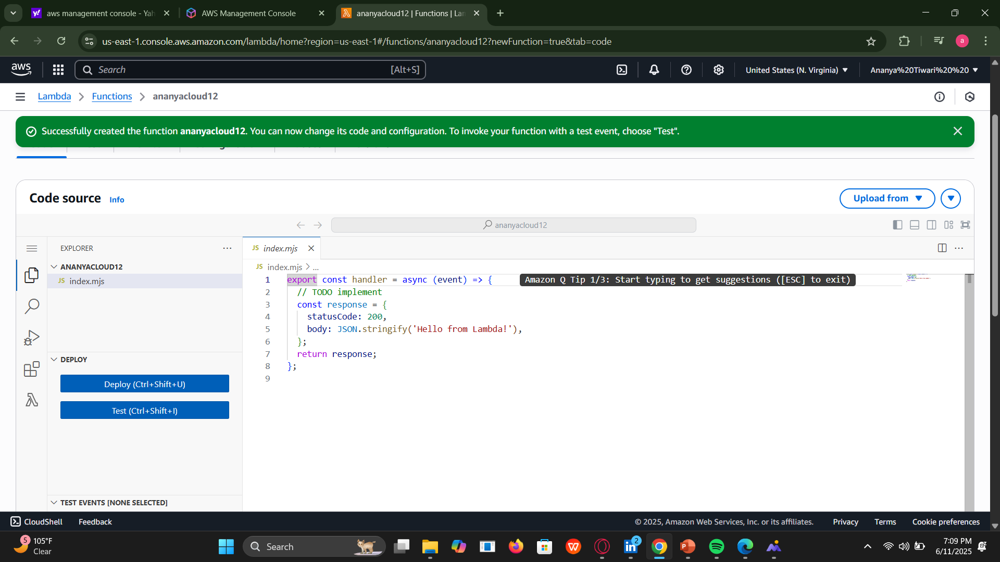 aws management console - Yah
AWS Management Console
ananyacloud12 | Functions | Lan
us-east-1.console.aws.amazon.com/lambda/home?region=us-east-1#/functions/ananyacloud12?newFunction=true&tab=code
a
aws
Search
[Alt+S]
United States (N. Virginia)
Ananya%20Tiwari%20%20
Lambda
Functions
ananyacloud12
Successfully created the function ananyacloud12. You can now change its code and configuration. To invoke your function with a test event, choose "Test".
Code source
Info
Upload from
ananyacloud12
EXPLORER
ANANYACLOUD12
JS index.mjs
DEPLOY
Deploy (Ctrl+Shift+U)
Test (Ctrl+Shift+I)
TEST EVENTS [NONE SELECTED]
JS index.mjs
JS index.mjs > ...
1 export const handler = async (event) => {
Amazon Q Tip 1/3: Start typing to get suggestions ([ESC] to exit)
2 // TODO implement
3 const response = {
4 statusCode: 200,
5 body: JSON.stringify('Hello from Lambda!'),
6 };
7 return response;
8 };
9
CloudShell
Feedback
© 2025, Amazon Web Services, Inc. or its affiliates.
Privacy
Terms
Cookie preferences
5
105°F
Clear
Search
2
7:09 PM
6/11/2025